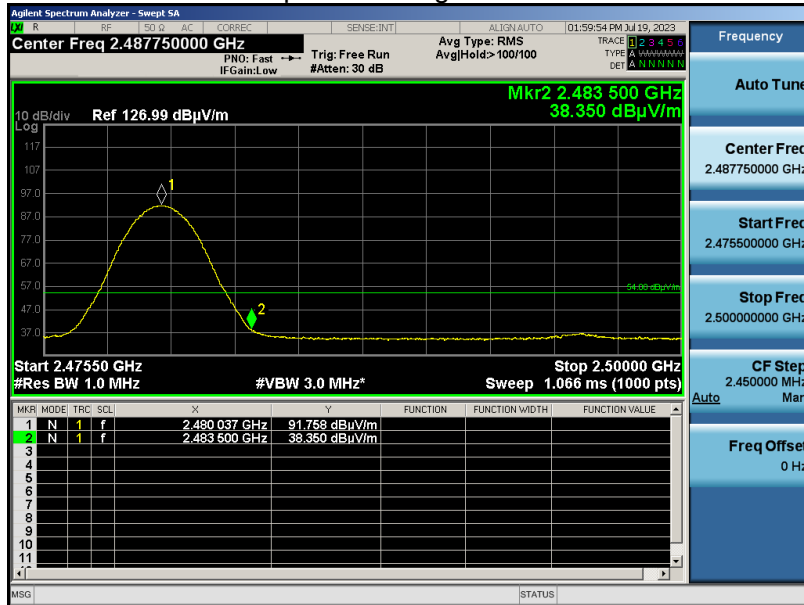 Agilent Spectrum Analyzer - Swept SA
LXI R RF 50 Ω AC CORREC SENSE:INT ALIGN AUTO 01:59:54 PM Jul 19, 2023
Center Freq 2.487750000 GHz
PNO: Fast
IFGain:Low
Trig: Free Run
#Atten: 30 dB
Avg Type: RMS
Avg|Hold:>100/100
TRACE 1 2 3 4 5 6
TYPE A WWWWW
DET A N N N N N
Mkr2 2.483 500 GHz
38.350 dBµV/m
10 dB/div Ref 126.99 dBµV/m
Log
117
107
97.0
87.0
77.0
67.0
57.0
47.0
37.0
1
2
54.00 dBµV/m
Start 2.47550 GHz Stop 2.50000 GHz
#Res BW 1.0 MHz #VBW 3.0 MHz* Sweep 1.066 ms (1000 pts)
MKR MODE TRC SCL X Y FUNCTION FUNCTION WIDTH FUNCTION VALUE
1 N 1 f 2.480 037 GHz 91.758 dBµV/m
2 N 1 f 2.483 500 GHz 38.350 dBµV/m
3
4
5
6
7
8
9
10
11
MSG STATUS
Frequency
Auto Tune
Center Freq
2.487750000 GHz
Start Freq
2.475500000 GHz
Stop Freq
2.500000000 GHz
CF Step
2.450000 MHz
Auto Man
Freq Offset
0 Hz